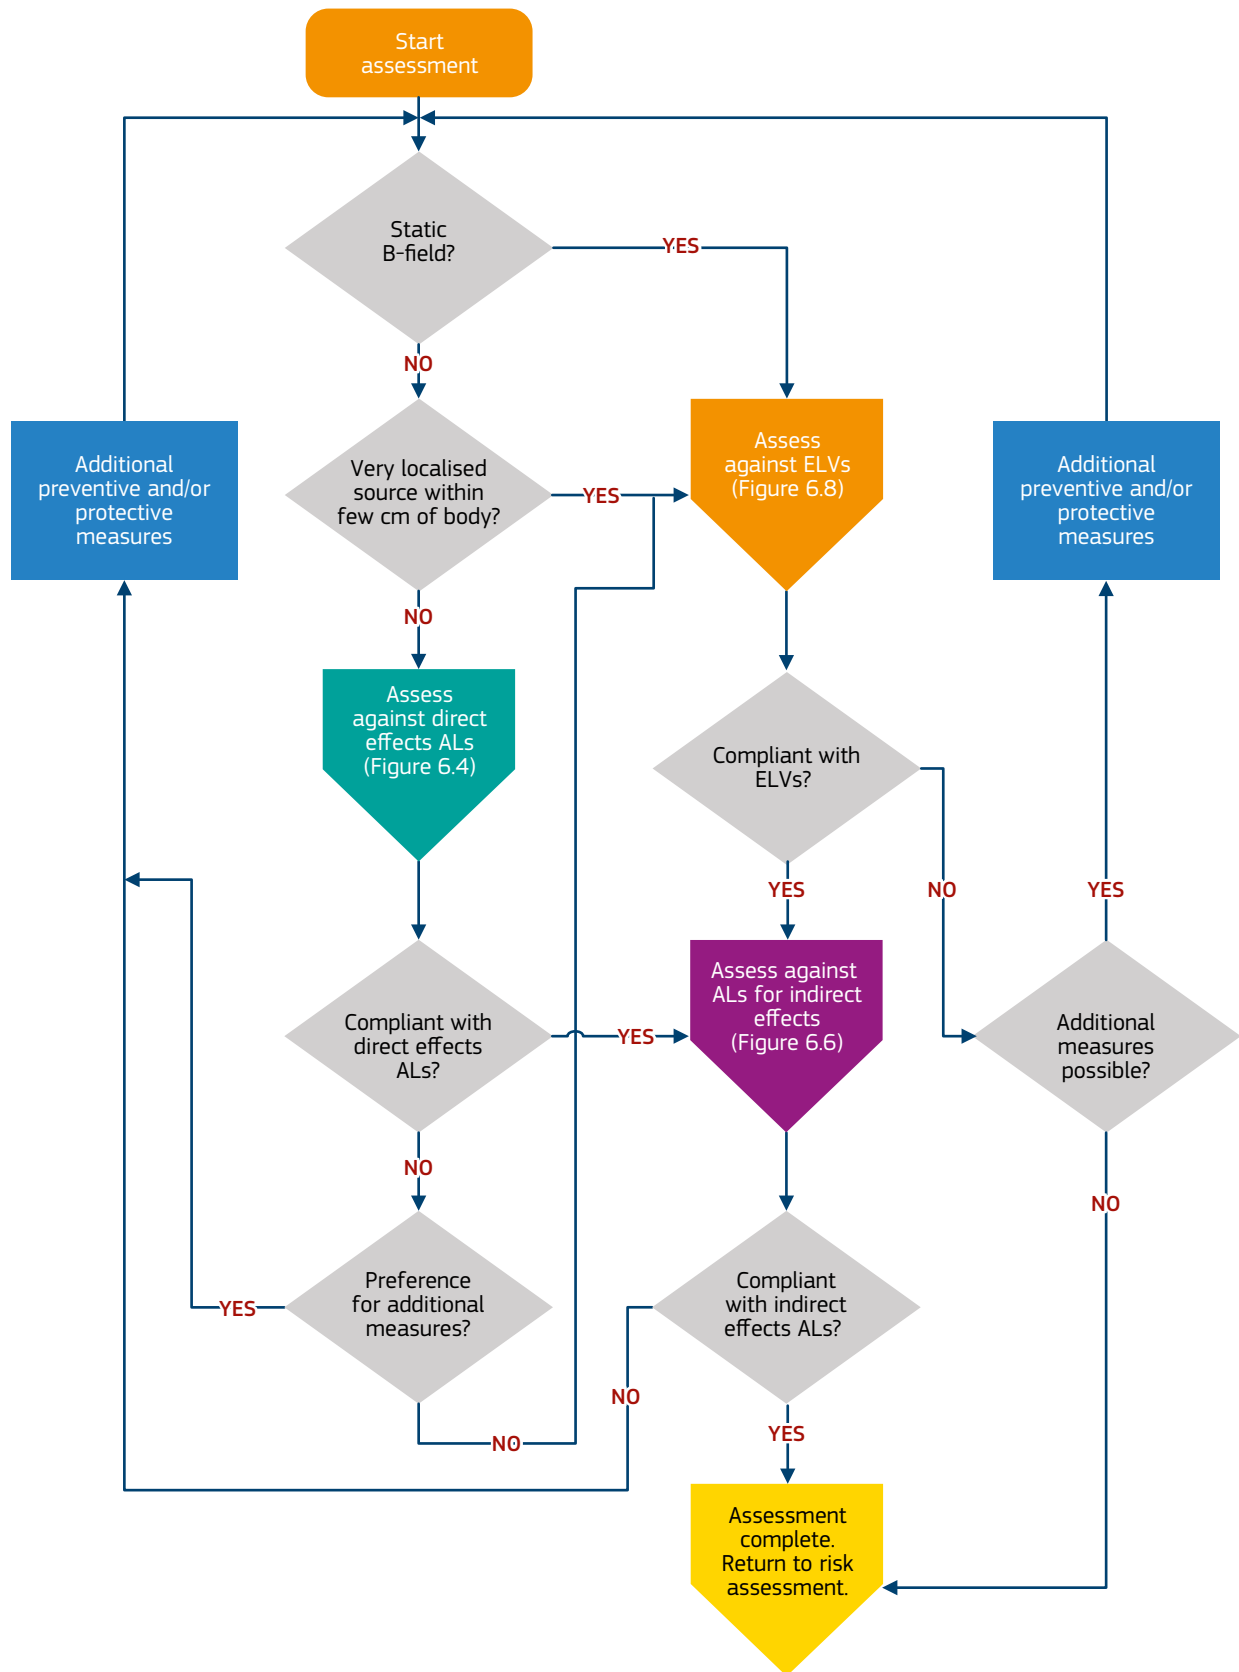 Start
assessment
Static
B-field?
YES
NO
Additional
preventive and/or
protective
measures
Very localised
source within
few cm of body?
YES
Assess
against ELVs
(Figure 6.8)
Additional
preventive and/or
protective
measures
NO
Assess
against direct
effects ALs
(Figure 6.4)
Compliant with
ELVs?
YES
NO
YES
Compliant with
direct effects
ALs?
YES
Assess against
ALs for indirect
effects
(Figure 6.6)
Additional
measures
possible?
NO
NO
Preference
for additional
measures?
YES
Compliant
with indirect
effects ALs?
NO
NO
YES
Assessment
complete.
Return to risk
assessment.